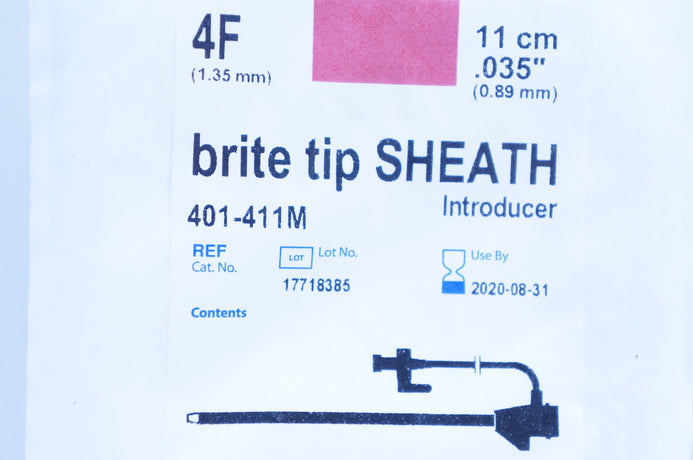 4F
(1.35 mm)
11 cm
.035"
(0.89 mm)
brite tip SHEATH
Introducer
401-411M
REF
Cat. No.
LOT
Lot No.
17718385
Use By
2020-08-31
Contents